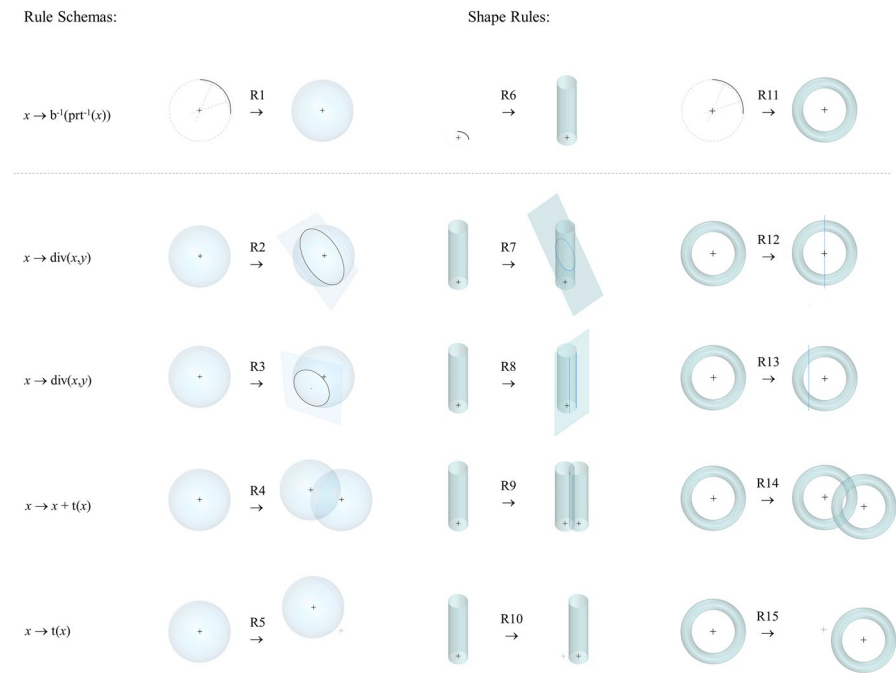 Rule Schemas: Shape Rules:
x → b⁻¹(prt⁻¹(x)) R1 → R6 → R11 →
x → div(x,y) R2 → R7 → R12 →
x → div(x,y) R3 → R8 → R13 →
x → x + t(x) R4 → R9 → R14 →
x → t(x) R5 → R10 → R15 →